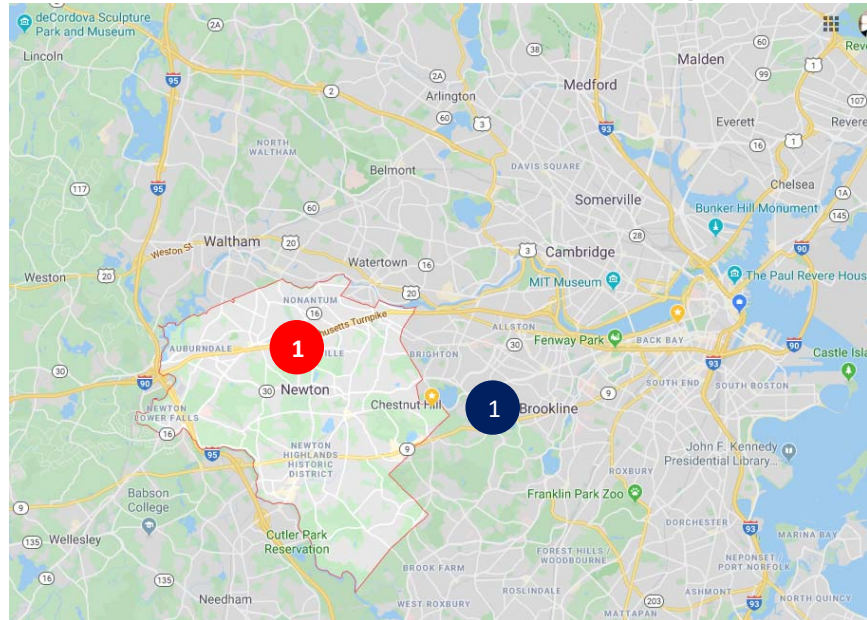 deCordova Sculpture
Park and Museum
2A
Lincoln
95
38
60
Malden
1
Reve
Medford
99
2A
Arlington
2
60
3
93
107
Everett
Revere
16
1
NORTH
WALTHAM
DAVIS SQUARE
95
117
Belmont
Chelsea
1A
Somerville
60
Bunker Hill Monument
145
28
Waltham
20
Weston St
3
Cambridge
90
Watertown
16
Weston
20
MIT Museum
The Paul Revere Hous
20
NONANTUM
16
usetts Turnpike
ALLSTON
Fenway Park
BACK BAY
1
AUBURNDALE
VILLE
BRIGHTON
30
90
Castle Isla
30
90
30
Newton
SOUTH END
SOUTH BOSTON
93
9
Chestnut Hill
1
Brookline
NEWTON
LOWER FALLS
16
9
NEWTON
HIGHLANDS
HISTORIC
DISTRICT
95
John F. Kennedy
Presidential Library...
ROXBURY
Babson
College
Franklin Park Zoo
9
DORCHESTER
93
MARINA BAY
135
Wellesley
Cutler Park
Reservation
FOREST HILLS /
WOODBOURNE
NEPONSET /
PORT NORFOLK
16
135
BROOK FARM
ROSLINDALE
ASHMONT
93
NORTH QUINCY
Needham
WEST ROXBURY
203
MATTAPAN